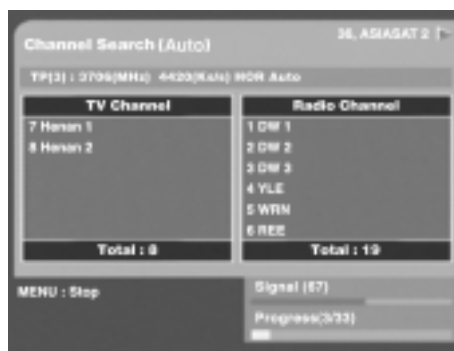 Channel Search (Auto)
36, ASIASAT 2
TP(3) : 3706(MHz) 4420(Ks/s) HOR Auto
TV Channel
7 Henan 1
8 Henan 2
Total : 8
Radio Channel
1 DW 1
2 DW 2
3 DW 3
4 YLE
5 WRN
6 REE
Total : 19
MENU : Stop
Signal (67)
Progress(3/33)